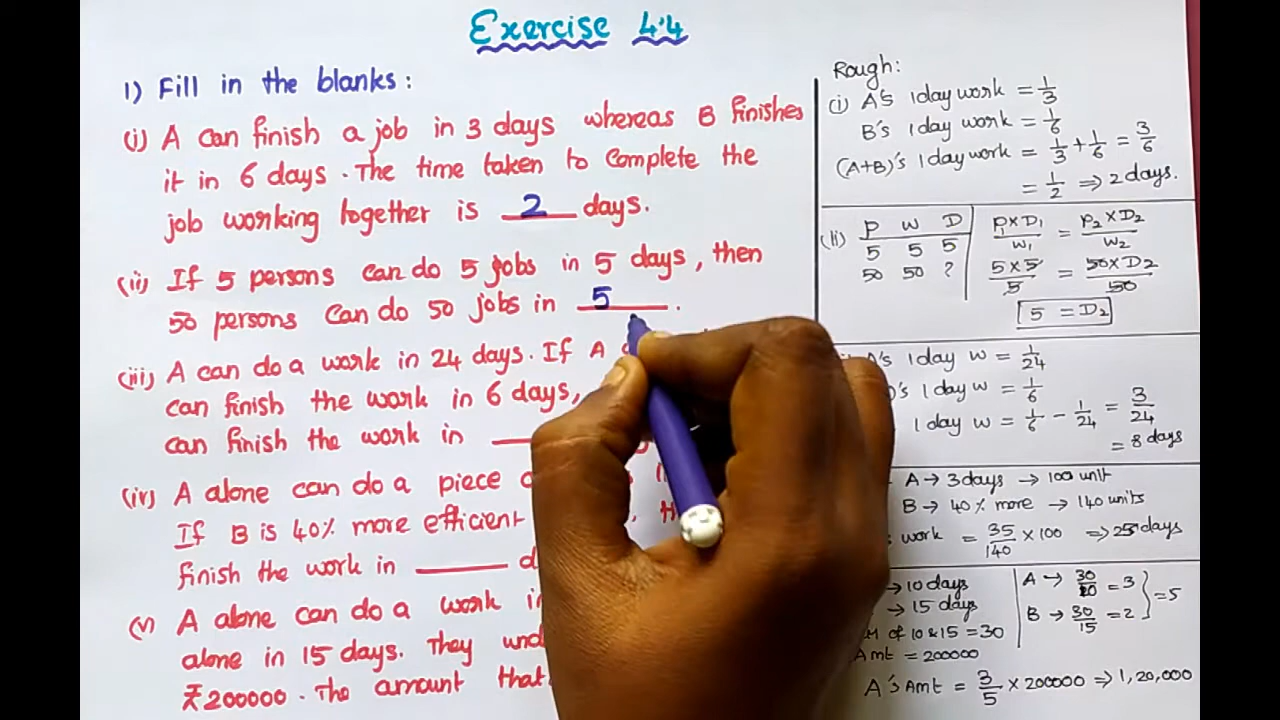 Exercise 4.4
1) Fill in the blanks :
(i) A can finish a job in 3 days whereas B finishes
it in 6 days . The time taken to complete the
job working together is 2 days.
(ii) If 5 persons can do 5 jobs in 5 days, then
50 persons can do 50 jobs in 5 .
(iii) A can do a work in 24 days. If A
can finish the work in 6 days,
can finish the work in
(iv) A alone can do a piece
If B is 40% more efficient
finish the work in
(v) A alone can do a work in
alone in 15 days. They
₹200000. The amount that
Rough:
(i) A's 1 day work = 1/3
B's 1 day work = 1/6
(A+B)'s 1 day work = 1/3 + 1/6 = 3/6
= 1/2 ⇒ 2 days.
(ii) P W D P1×D1/W1 = P2×D2/W2
5 5 5
50 50 ? 5×5/5 = 50×D2/50
5 = D2
A's 1 day w = 1/24
1 day w = 1/6
1 day w = 1/6 - 1/24 = 3/24
= 8 days
A → 3 days → 100 unit
B → 40% more → 140 units
work = 35/140 × 100 ⇒ 25 days
→ 10 days A → 30/10 = 3
→ 15 days B → 30/15 = 2 } = 5
of 10 & 15 = 30
Amt = 200000
A's Amt = 3/5 × 200000 ⇒ 1,20,000